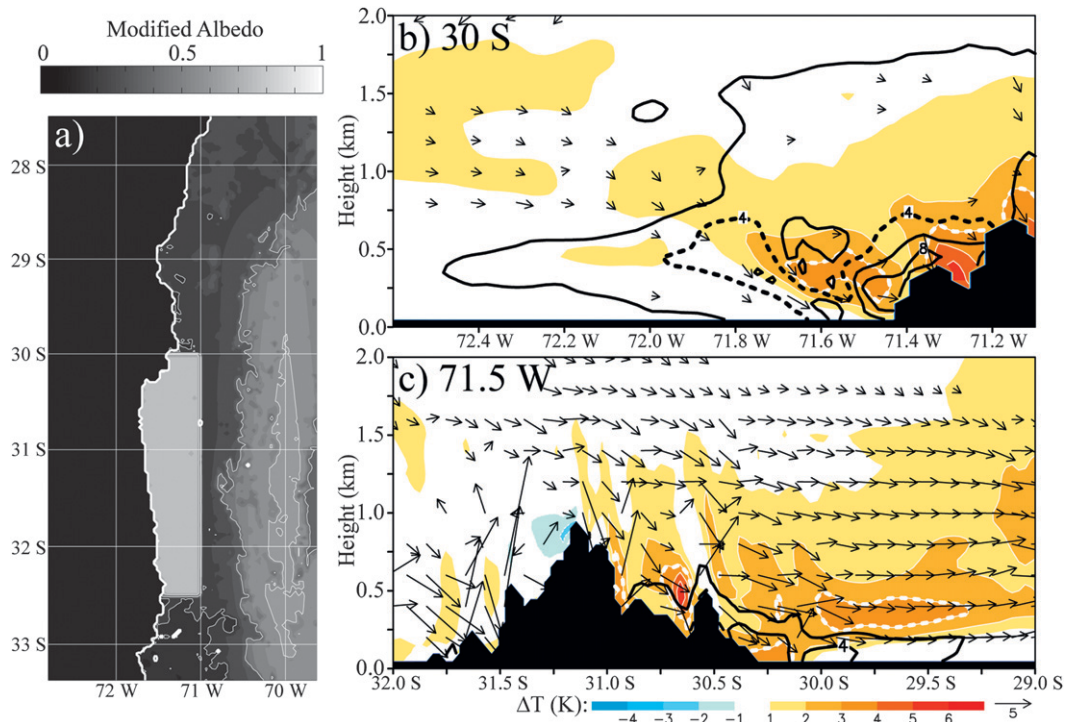 Modified Albedo
0 0.5 1
a)
28 S
29 S
30 S
31 S
32 S
33 S
72 W 71 W 70 W
b) 30 S
Height (km)
2.0
1.5
1.0
0.5
0.0
4
4
8
72.4 W 72.2 W 72.0 W 71.8 W 71.6 W 71.4 W 71.2 W
c) 71.5 W
Height (km)
2.0
1.5
1.0
0.5
0.0
4
32.0 S 31.5 S 31.0 S 30.5 S 30.0 S 29.5 S 29.0 S
ΔT (K): -4 -3 -2 -1 1 2 3 4 5 6 5